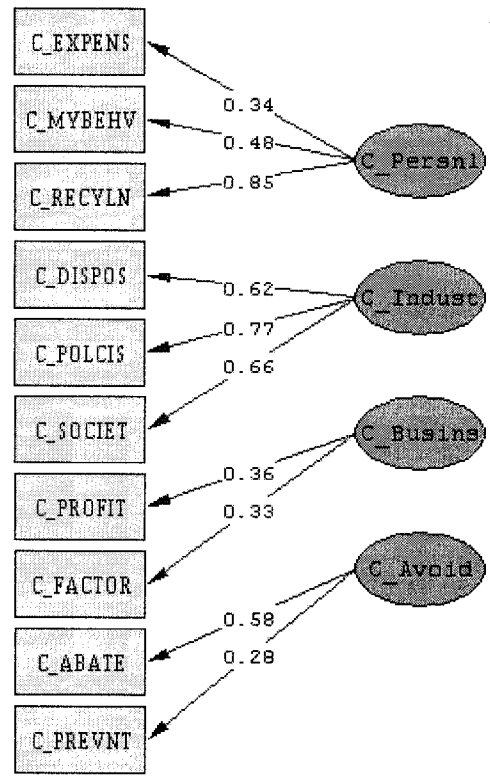 C_EXPENS
0.34
C_MYBEHV
0.48
C_Persnl
0.85
C_RECYLN
C_DISPOS
0.62
C_Indust
0.77
C_POLCIS
0.66
C_SOCIET
C_Busins
0.36
C_PROFIT
0.33
C_FACTOR
C_Avoid
0.58
C_ABATE
0.28
C_PREVNT